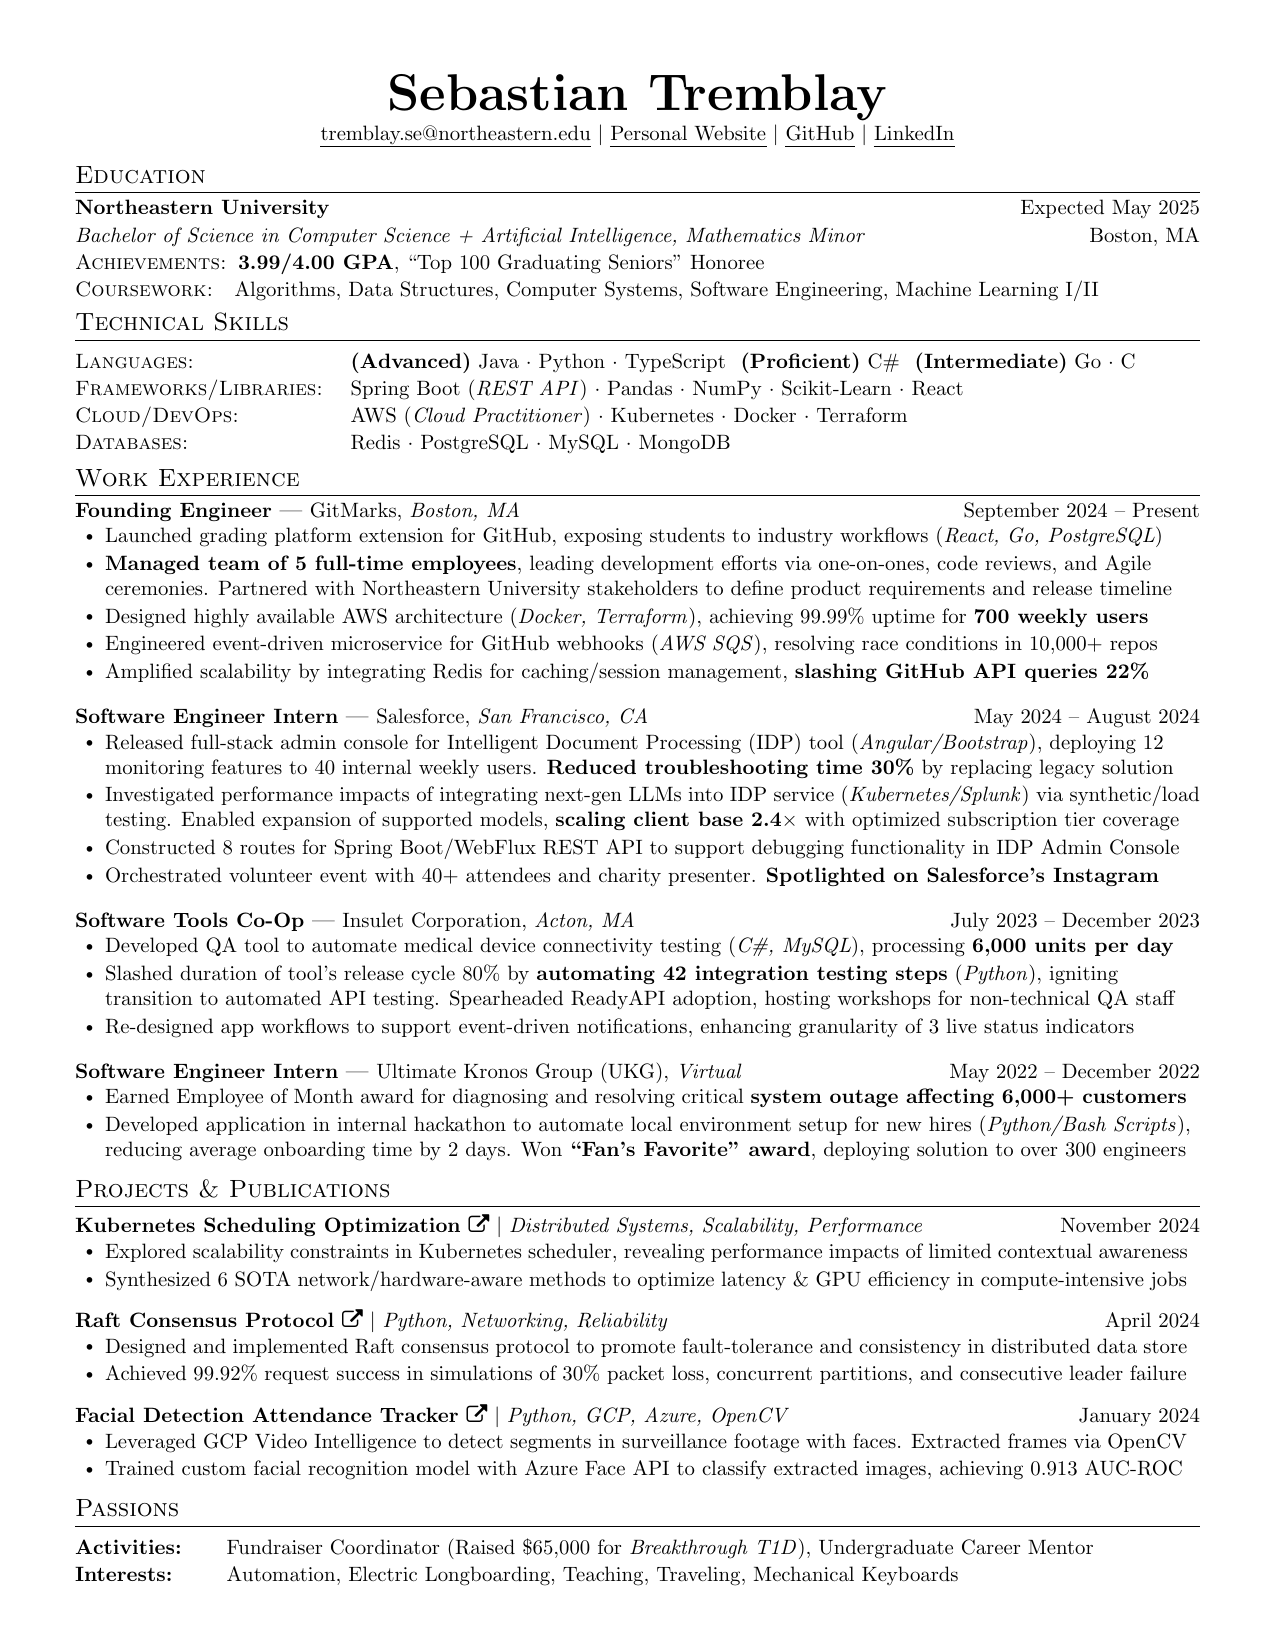 Sebastian Tremblay
tremblay.se@northeastern.edu | Personal Website | GitHub | LinkedIn
Education
Northeastern University Expected May 2025
Bachelor of Science in Computer Science + Artificial Intelligence, Mathematics Minor Boston, MA
Achievements: 3.99/4.00 GPA, “Top 100 Graduating Seniors” Honoree
Coursework: Algorithms, Data Structures, Computer Systems, Software Engineering, Machine Learning I/II
Technical Skills
Languages: (Advanced) Java · Python · TypeScript (Proficient) C# (Intermediate) Go · C
Frameworks/Libraries: Spring Boot (REST API) · Pandas · NumPy · Scikit-Learn · React
Cloud/DevOps: AWS (Cloud Practitioner) · Kubernetes · Docker · Terraform
Databases: Redis · PostgreSQL · MySQL · MongoDB
Work Experience
Founding Engineer — GitMarks, Boston, MA September 2024 – Present
• Launched grading platform extension for GitHub, exposing students to industry workflows (React, Go, PostgreSQL)
• Managed team of 5 full-time employees, leading development efforts via one-on-ones, code reviews, and Agile
ceremonies. Partnered with Northeastern University stakeholders to define product requirements and release timeline
• Designed highly available AWS architecture (Docker, Terraform), achieving 99.99% uptime for 700 weekly users
• Engineered event-driven microservice for GitHub webhooks (AWS SQS), resolving race conditions in 10,000+ repos
• Amplified scalability by integrating Redis for caching/session management, slashing GitHub API queries 22%
Software Engineer Intern — Salesforce, San Francisco, CA May 2024 – August 2024
• Released full-stack admin console for Intelligent Document Processing (IDP) tool (Angular/Bootstrap), deploying 12
monitoring features to 40 internal weekly users. Reduced troubleshooting time 30% by replacing legacy solution
• Investigated performance impacts of integrating next-gen LLMs into IDP service (Kubernetes/Splunk) via synthetic/load
testing. Enabled expansion of supported models, scaling client base 2.4× with optimized subscription tier coverage
• Constructed 8 routes for Spring Boot/WebFlux REST API to support debugging functionality in IDP Admin Console
• Orchestrated volunteer event with 40+ attendees and charity presenter. Spotlighted on Salesforce’s Instagram
Software Tools Co-Op — Insulet Corporation, Acton, MA July 2023 – December 2023
• Developed QA tool to automate medical device connectivity testing (C#, MySQL), processing 6,000 units per day
• Slashed duration of tool’s release cycle 80% by automating 42 integration testing steps (Python), igniting
transition to automated API testing. Spearheaded ReadyAPI adoption, hosting workshops for non-technical QA staff
• Re-designed app workflows to support event-driven notifications, enhancing granularity of 3 live status indicators
Software Engineer Intern — Ultimate Kronos Group (UKG), Virtual May 2022 – December 2022
• Earned Employee of Month award for diagnosing and resolving critical system outage affecting 6,000+ customers
• Developed application in internal hackathon to automate local environment setup for new hires (Python/Bash Scripts),
reducing average onboarding time by 2 days. Won “Fan’s Favorite” award, deploying solution to over 300 engineers
Projects & Publications
Kubernetes Scheduling Optimization | Distributed Systems, Scalability, Performance November 2024
• Explored scalability constraints in Kubernetes scheduler, revealing performance impacts of limited contextual awareness
• Synthesized 6 SOTA network/hardware-aware methods to optimize latency & GPU efficiency in compute-intensive jobs
Raft Consensus Protocol | Python, Networking, Reliability April 2024
• Designed and implemented Raft consensus protocol to promote fault-tolerance and consistency in distributed data store
• Achieved 99.92% request success in simulations of 30% packet loss, concurrent partitions, and consecutive leader failure
Facial Detection Attendance Tracker | Python, GCP, Azure, OpenCV January 2024
• Leveraged GCP Video Intelligence to detect segments in surveillance footage with faces. Extracted frames via OpenCV
• Trained custom facial recognition model with Azure Face API to classify extracted images, achieving 0.913 AUC-ROC
Passions
Activities: Fundraiser Coordinator (Raised $65,000 for Breakthrough T1D), Undergraduate Career Mentor
Interests: Automation, Electric Longboarding, Teaching, Traveling, Mechanical Keyboards